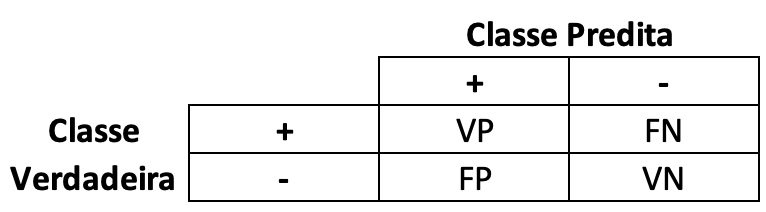 Classe Predita
+ -
Classe + VP FN
Verdadeira - FP VN